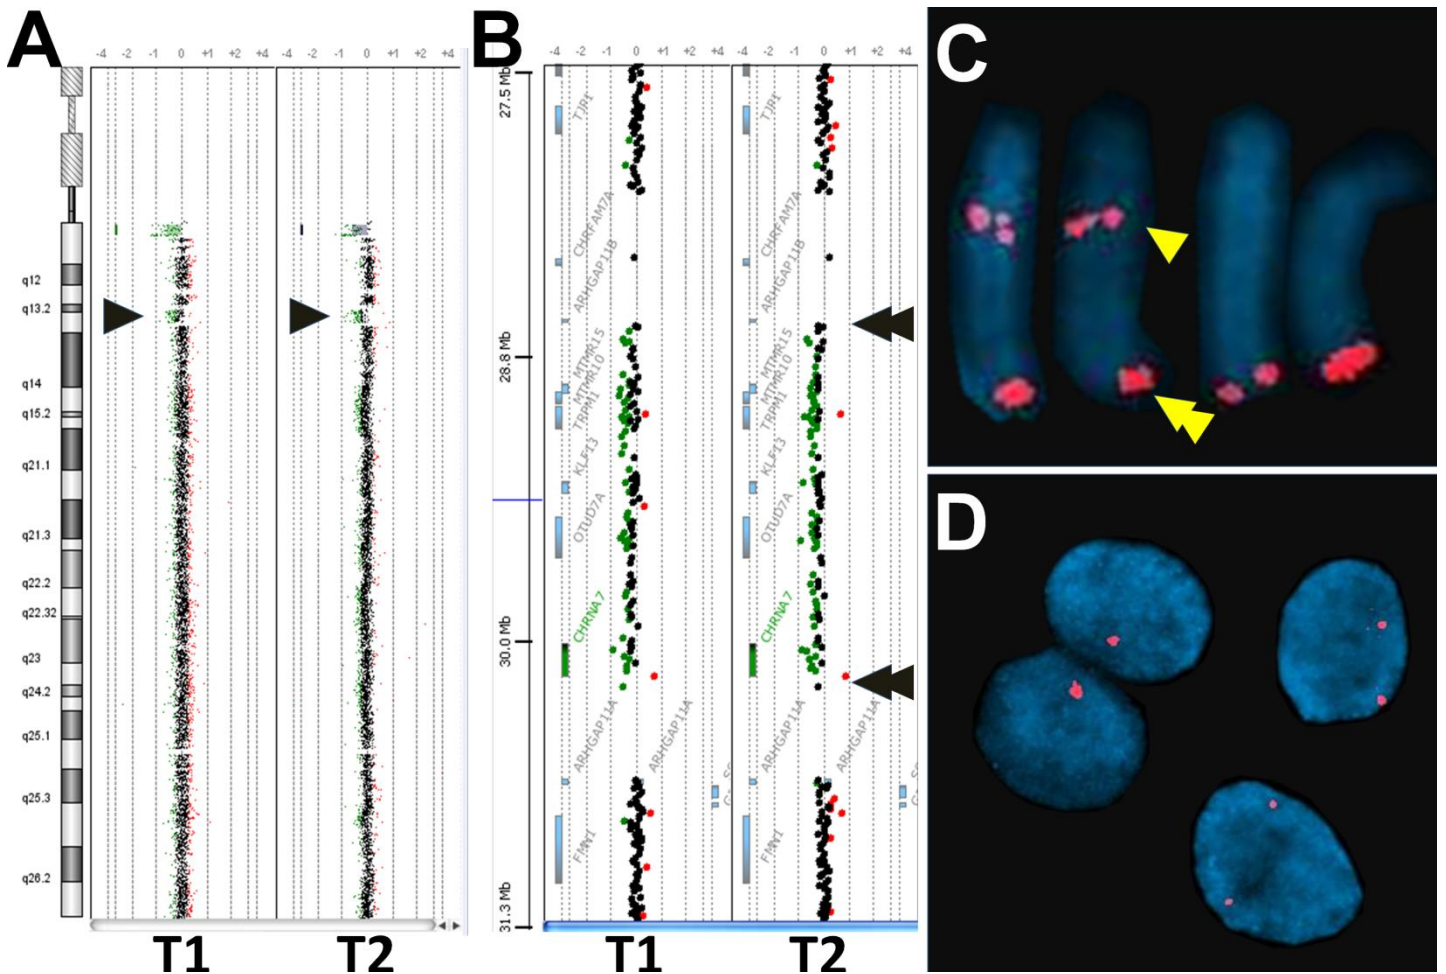 A
-4 -2 -1 0 +1 +2 +4
-4 -2 -1 0 +1 +2 +4
q12
q13.2
q14
q15.2
q21.1
q21.3
q22.2
q22.32
q23
q24.2
q25.1
q25.3
q26.2
T1
T2
B
-4 -2 -1 0 +1 +2 +4
-4 -2 -1 0 +1 +2 +4
27.5 Mb
28.8 Mb
30.0 Mb
31.3 Mb
TJP1
CHRFAM7A
ARHGAP11B
MTMR15
MTMR10
TRPM1
KLF13
OTUD7A
CHRNA7
ARHGAP11A
ARHGAP11A
FMN1
TJP1
CHRFAM7A
ARHGAP11B
MTMR15
MTMR10
TRPM1
KLF13
OTUD7A
CHRNA7
ARHGAP11A
ARHGAP11A
FMN1
T1
T2
C
D